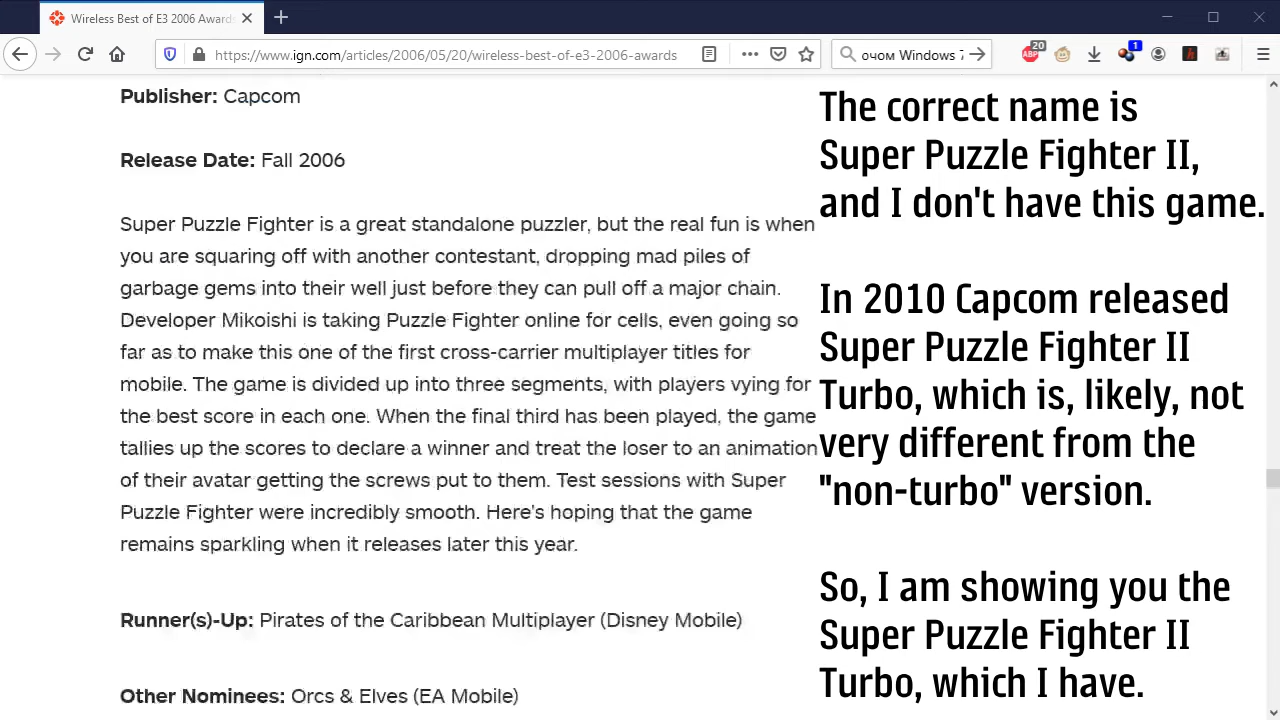 Wireless Best of E3 2006 Awards
https://www.ign.com/articles/2006/05/20/wireless-best-of-e3-2006-awards
очом Windows 7
20
1
Publisher: Capcom
Release Date: Fall 2006
Super Puzzle Fighter is a great standalone puzzler, but the real fun is when
you are squaring off with another contestant, dropping mad piles of
garbage gems into their well just before they can pull off a major chain.
Developer Mikoishi is taking Puzzle Fighter online for cells, even going so
far as to make this one of the first cross-carrier multiplayer titles for
mobile. The game is divided up into three segments, with players vying for
the best score in each one. When the final third has been played, the game
tallies up the scores to declare a winner and treat the loser to an animation
of their avatar getting the screws put to them. Test sessions with Super
Puzzle Fighter were incredibly smooth. Here's hoping that the game
remains sparkling when it releases later this year.
Runner(s)-Up: Pirates of the Caribbean Multiplayer (Disney Mobile)
Other Nominees: Orcs & Elves (EA Mobile)
The correct name is
Super Puzzle Fighter II,
and I don't have this game.
In 2010 Capcom released
Super Puzzle Fighter II
Turbo, which is, likely, not
very different from the
"non-turbo" version.
So, I am showing you the
Super Puzzle Fighter II
Turbo, which I have.